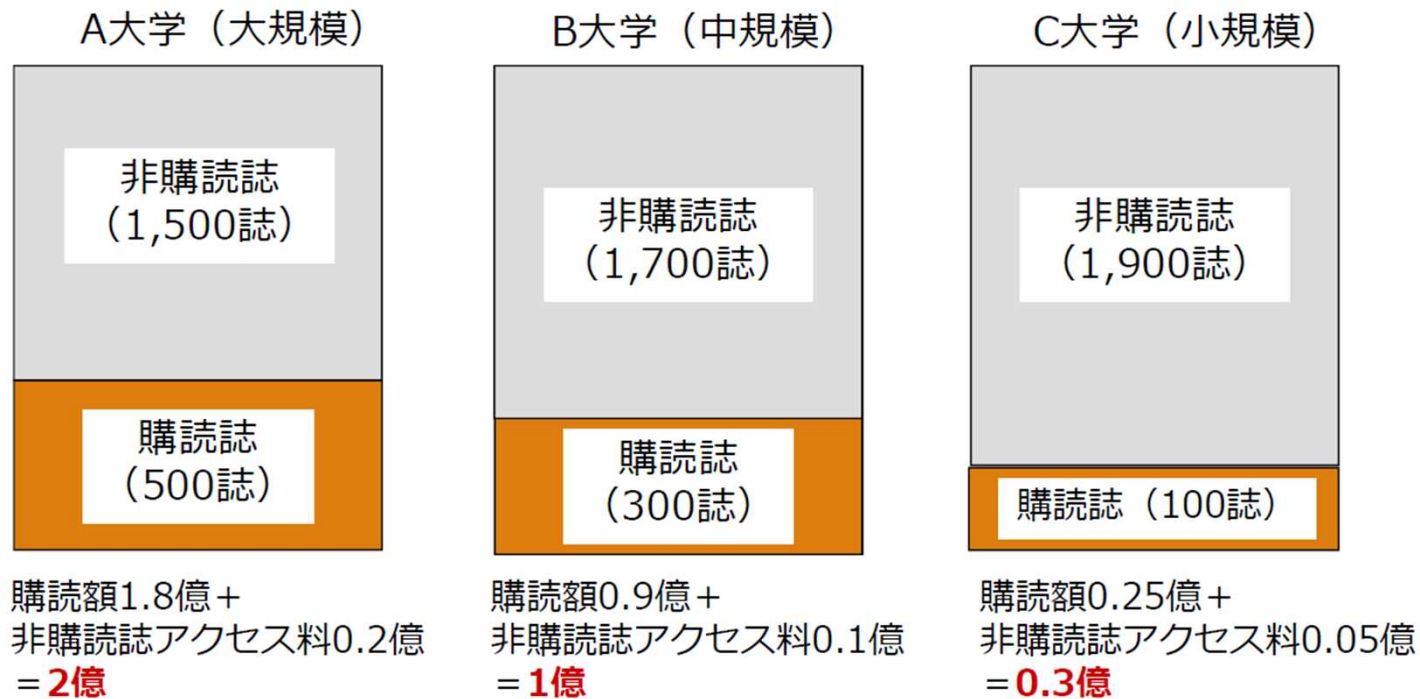 A大学（大規模）
非購読誌
（1,500誌）
購読誌
（500誌）
購読額1.8億＋
非購読誌アクセス料0.2億
＝2億
B大学（中規模）
非購読誌
（1,700誌）
購読誌
（300誌）
購読額0.9億＋
非購読誌アクセス料0.1億
＝1億
C大学（小規模）
非購読誌
（1,900誌）
購読誌（100誌）
購読額0.25億＋
非購読誌アクセス料0.05億
＝0.3億